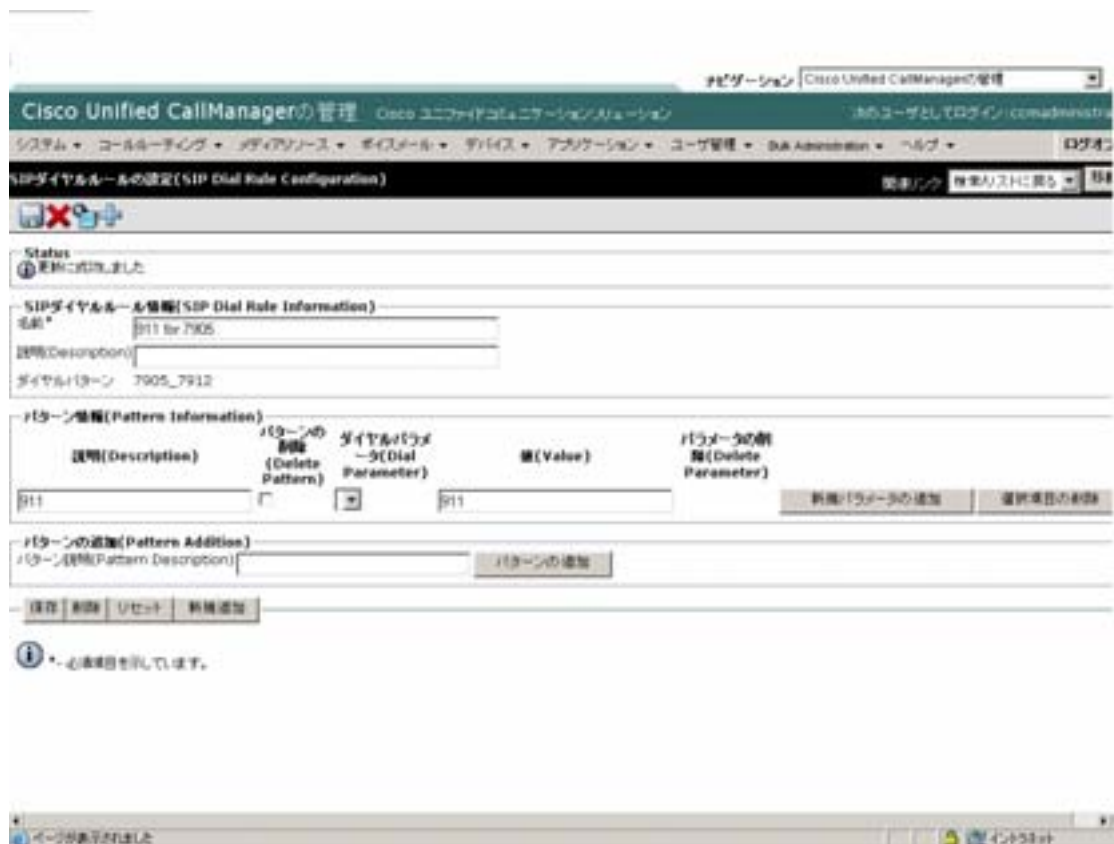 ナビゲーション Cisco Unified CallManagerの管理
Cisco Unified CallManagerの管理 Cisco ユニファイドコミュニケーションソリューション 次のユーザとしてログイン: ccmadministra
システム コールルーティング メディアリソース ボイスメール デバイス アプリケーション ユーザ管理 Bulk Administration ヘルプ ログオ
SIPダイヤルルールの設定(SIP Dial Rule Configuration) 関連リンク 検索/リストに戻る 移動
Status
更新に成功しました
SIPダイヤルルール情報(SIP Dial Rule Information)
名前* 911 for 7905
説明(Description)
ダイヤルパターン 7905_7912
パターン情報(Pattern Information)
説明(Description) パターンの削除(Delete Pattern) ダイヤルパラメータ(Dial Parameter) 値(Value) パラメータの削除(Delete Parameter)
911 911 新規パラメータの追加 選択項目の削除
パターンの追加(Pattern Addition)
パターン説明(Pattern Description) パターンの追加
保存 削除 リセット 新規追加
*- 必須項目を示しています。
ページが表示されました イントラネット